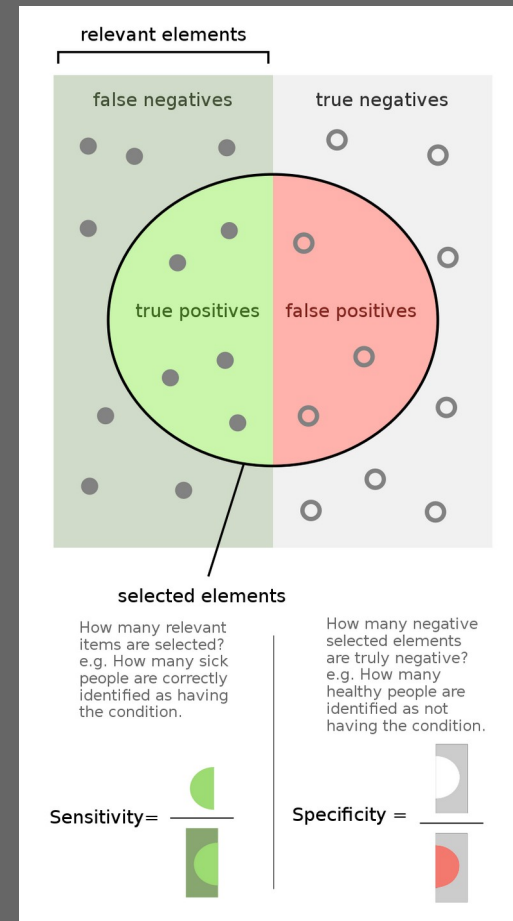 relevant elements
false negatives
true negatives
true positives
false positives
selected elements
How many relevant
items are selected?
e.g. How many sick
people are correctly
identified as having
the condition.
How many negative
selected elements
are truly negative?
e.g. How many
healthy people are
identified as not
having the condition.
Sensitivity=
Specificity =